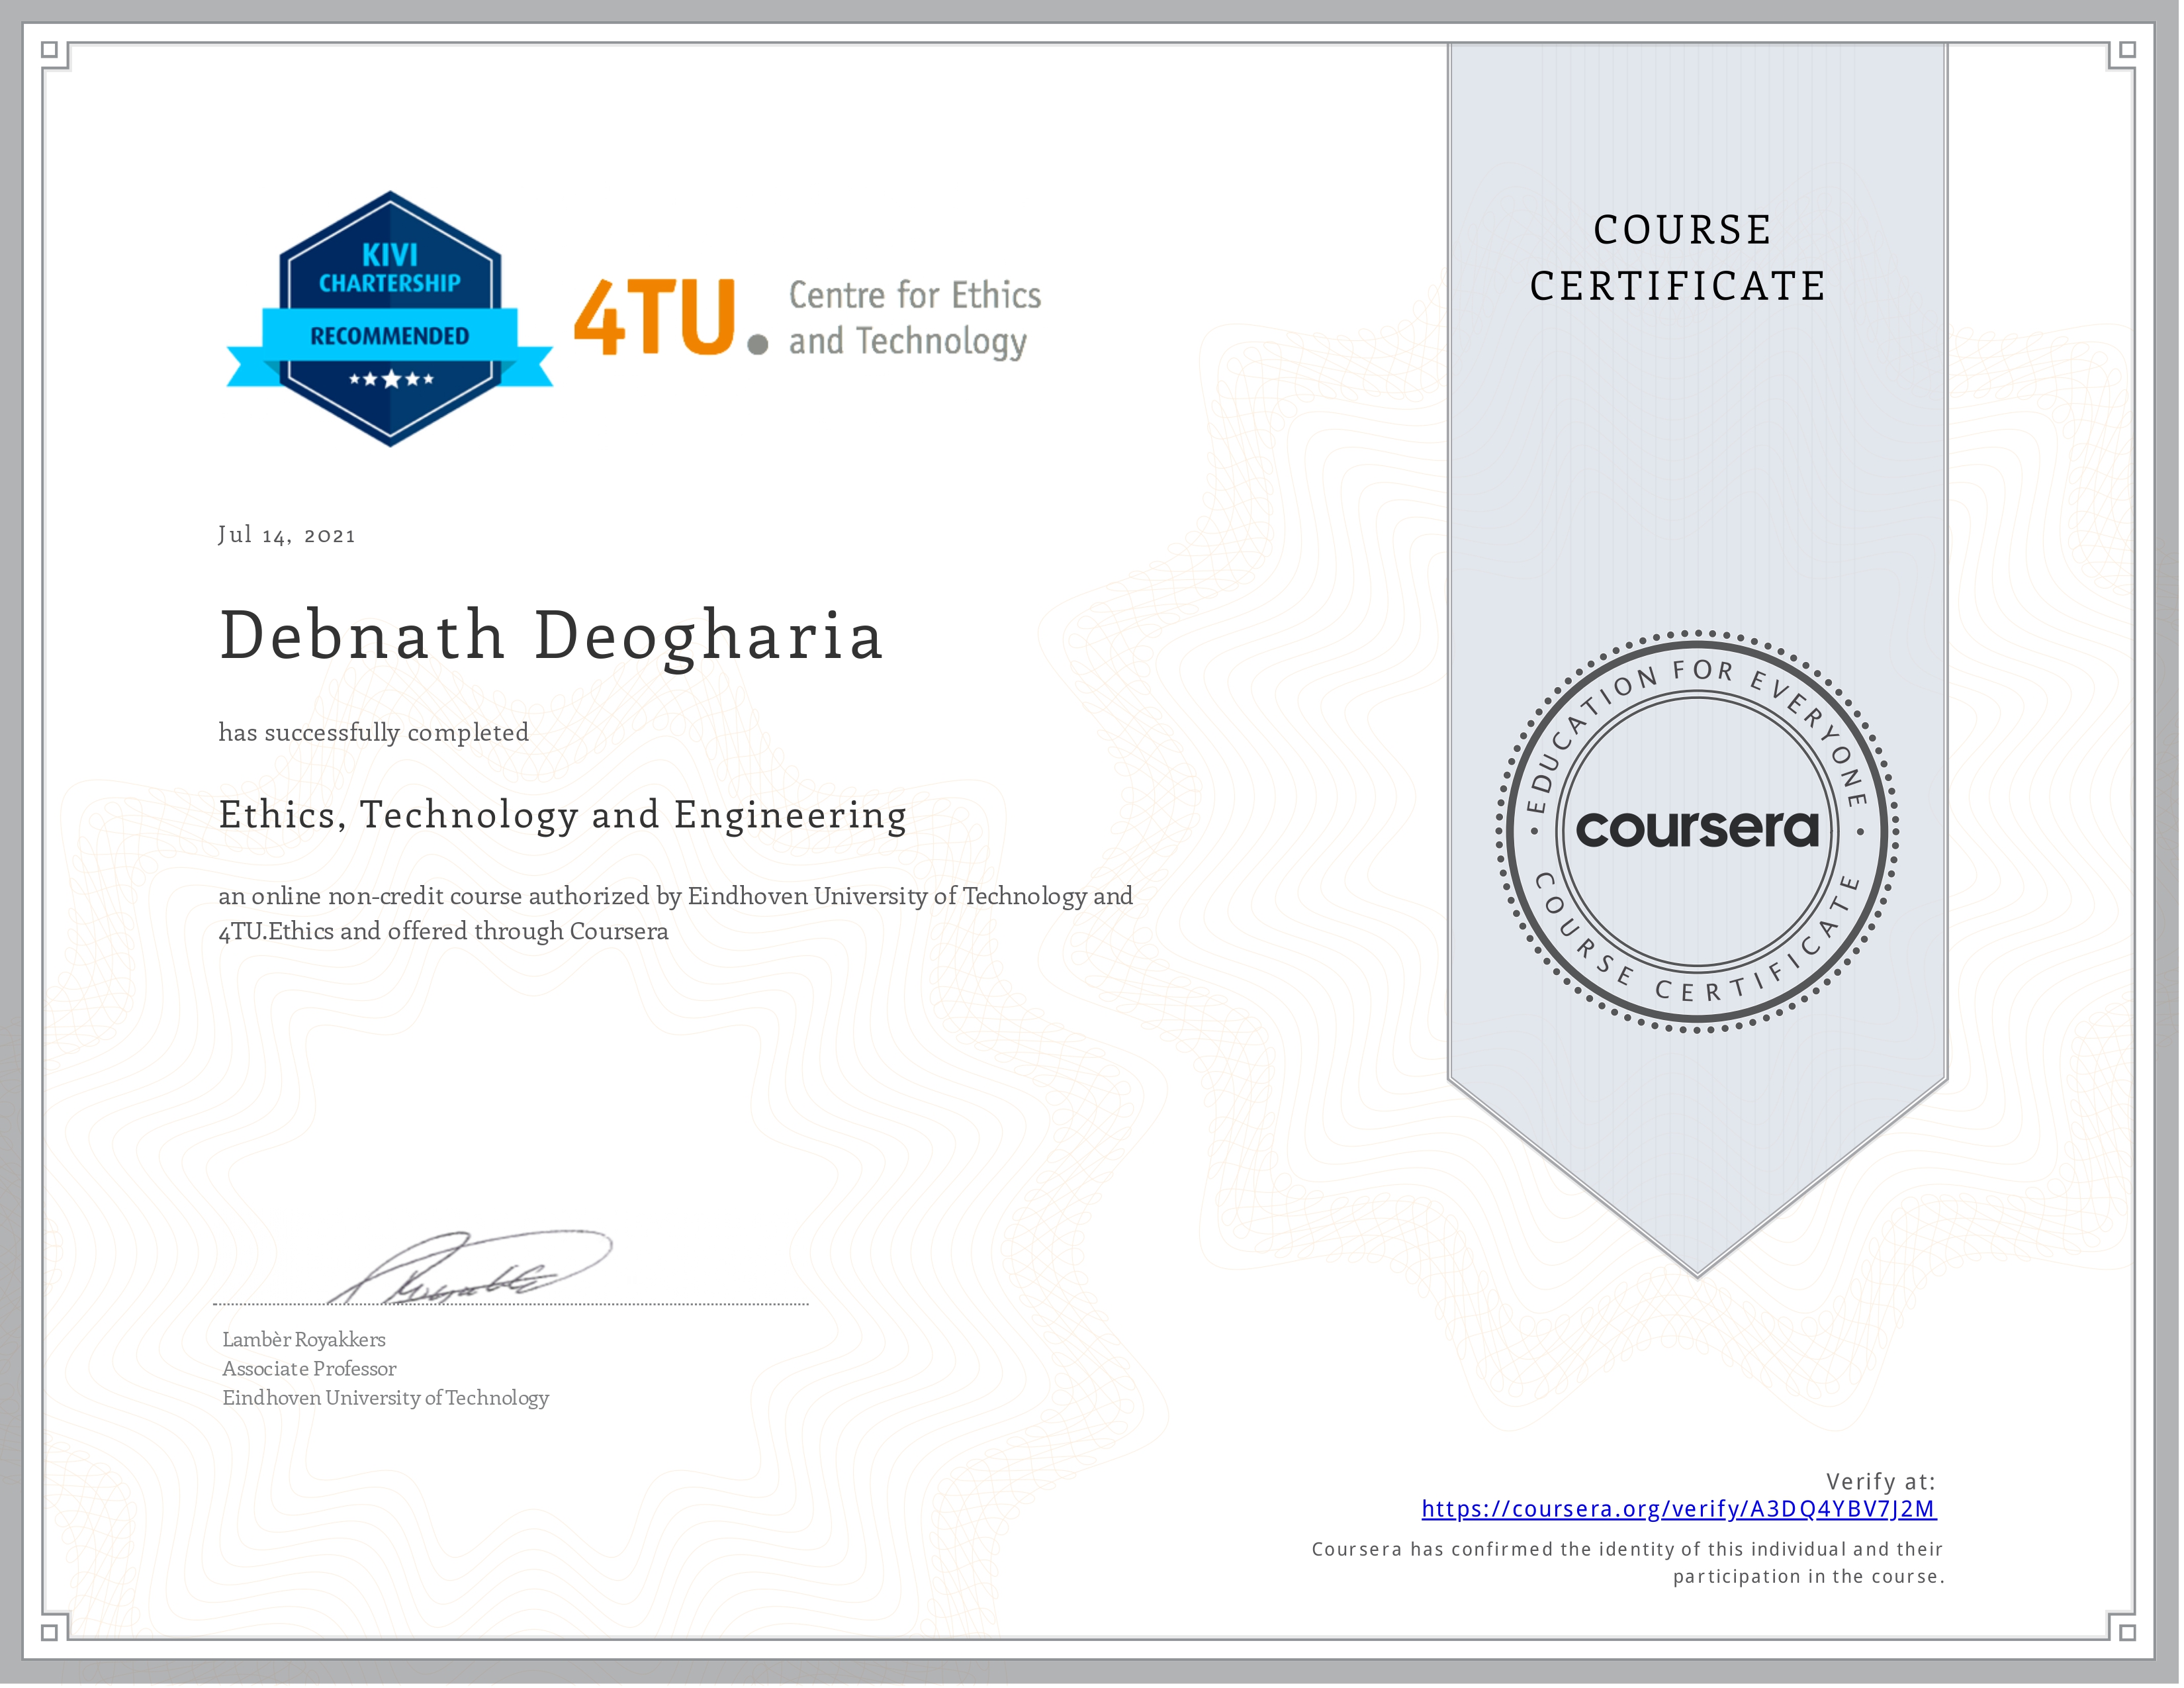 KIVI
CHARTERSHIP
RECOMMENDED
4TU.
Centre for Ethics
and Technology
COURSE
CERTIFICATE
Jul 14, 2021
Debnath Deogharia
has successfully completed
Ethics, Technology and Engineering
an online non-credit course authorized by Eindhoven University of Technology and
4TU.Ethics and offered through Coursera
EDUCATION FOR EVERYONE
coursera
COURSE CERTIFICATE
Lambèr Royakkers
Associate Professor
Eindhoven University of Technology
Verify at:
https://coursera.org/verify/A3DQ4YBV7J2M
Coursera has confirmed the identity of this individual and their
participation in the course.